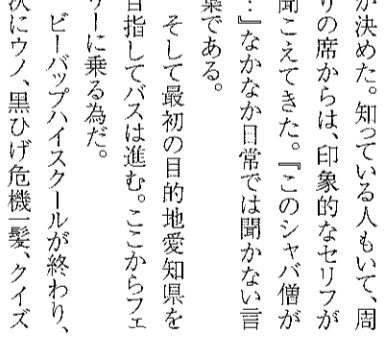 が決めた。知っている人もいて、周
りの席からは、印象的なセリフが
聞こえてきた。『このシャバ僧が
…』なかなか日常では聞かない言
葉である。
そして最初の目的地愛知県を
目指してバスは進む。ここからフェ
リーに乗る為だ。
ビーバップハイスクールが終わり、
次にウノ、黒ひげ危機一髪、クイズ